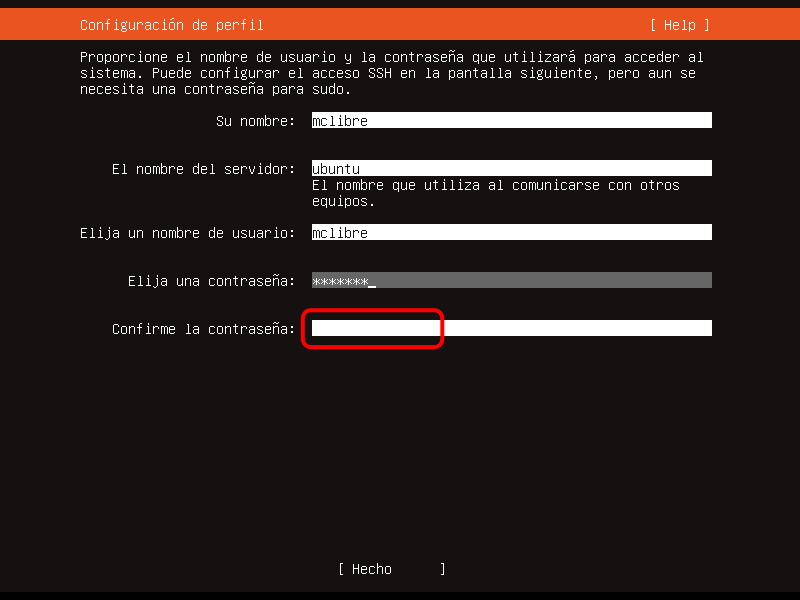 Configuración de perfil [ Help ]
Proporcione el nombre de usuario y la contraseña que utilizará para acceder al
sistema. Puede configurar el acceso SSH en la pantalla siguiente, pero aun se
necesita una contraseña para sudo.
Su nombre: mclibre
El nombre del servidor: ubuntu
El nombre que utiliza al comunicarse con otros
equipos.
Elija un nombre de usuario: mclibre
Elija una contraseña: *******_
Confirme la contraseña:
[ Hecho ]